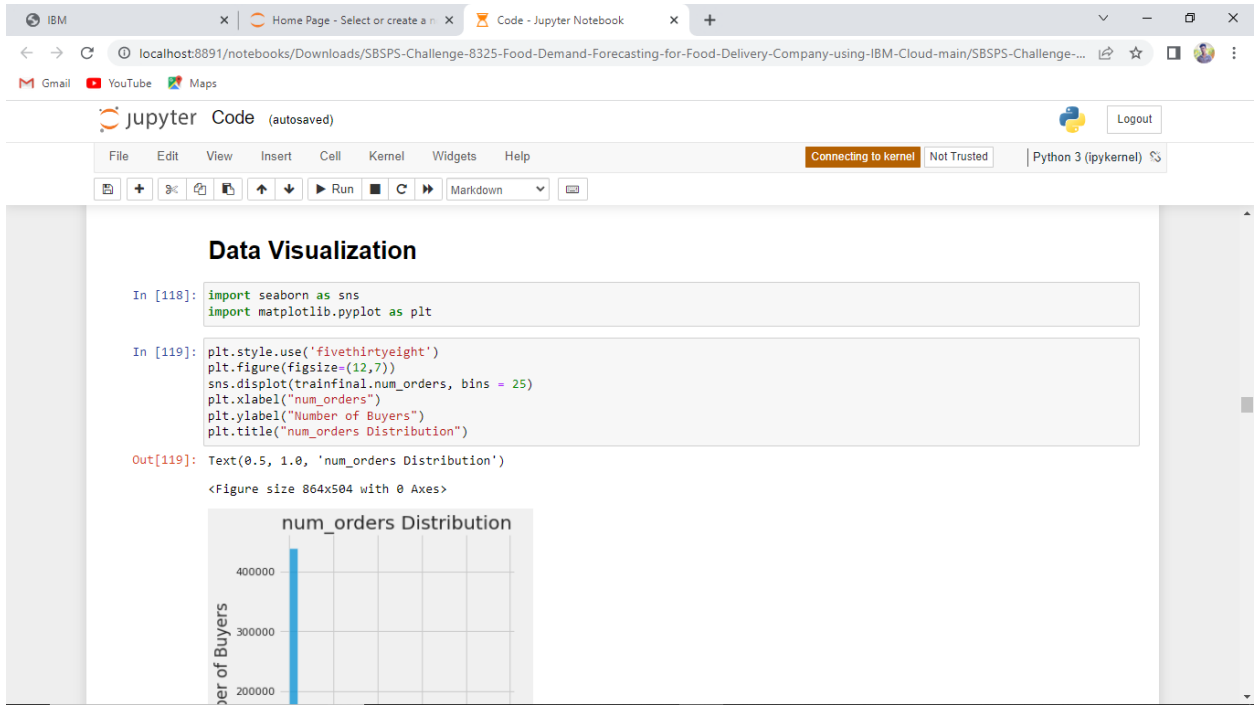 IBM
Home Page - Select or create a n
Code - Jupyter Notebook
localhost:8891/notebooks/Downloads/SBSPS-Challenge-8325-Food-Demand-Forecasting-for-Food-Delivery-Company-using-IBM-Cloud-main/SBSPS-Challenge-...
Gmail YouTube Maps
jupyter Code (autosaved)
Logout
File Edit View Insert Cell Kernel Widgets Help
Connecting to kernel Not Trusted Python 3 (ipykernel)
Run Markdown
Data Visualization
In [118]: import seaborn as sns
import matplotlib.pyplot as plt
In [119]: plt.style.use('fivethirtyeight')
plt.figure(figsize=(12,7))
sns.displot(trainfinal.num_orders, bins = 25)
plt.xlabel("num_orders")
plt.ylabel("Number of Buyers")
plt.title("num_orders Distribution")
Out[119]: Text(0.5, 1.0, 'num_orders Distribution')
<Figure size 864x504 with 0 Axes>
num_orders Distribution
400000
300000
200000
er of Buyers